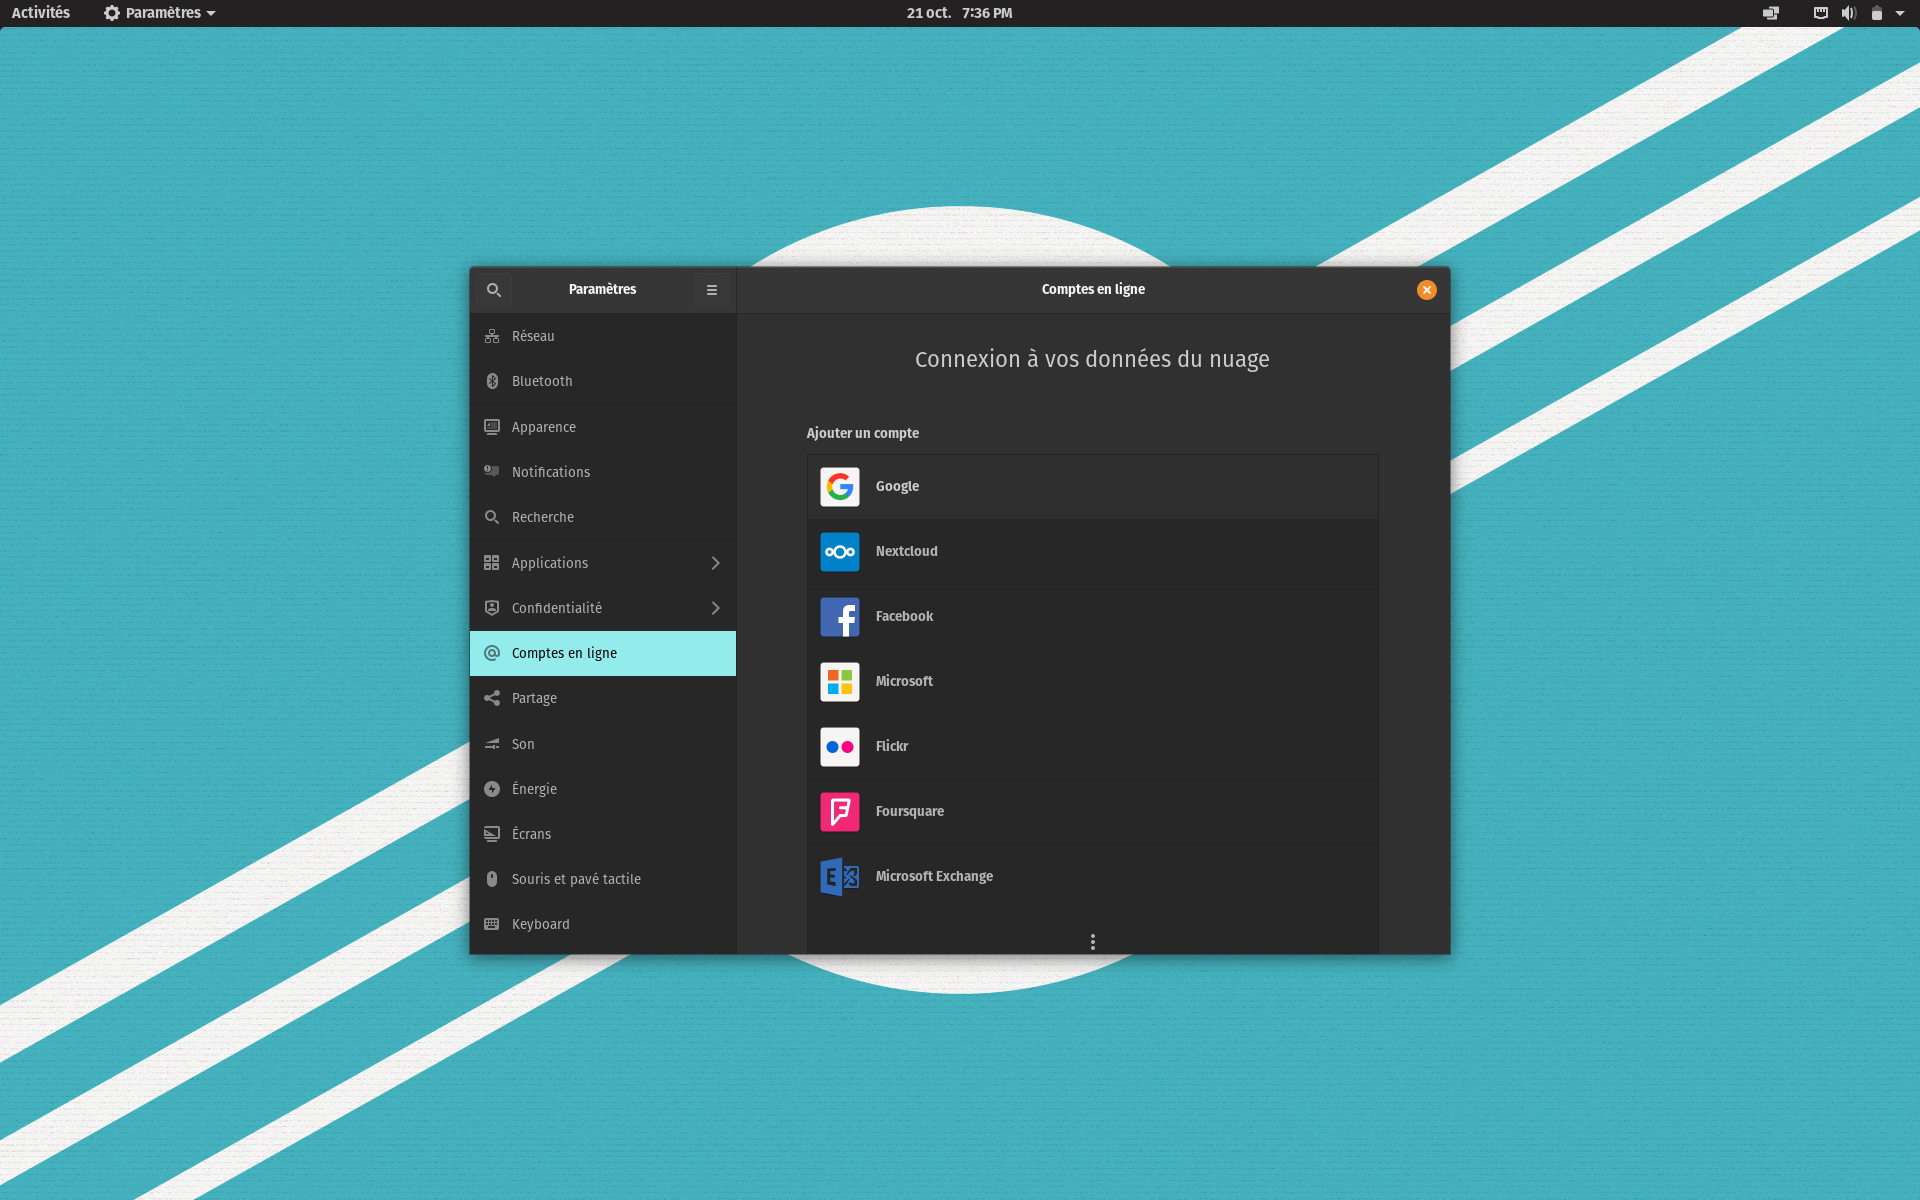 Activités
Paramètres
21 oct. 7:36 PM
Paramètres
Comptes en ligne
Réseau
Bluetooth
Apparence
Notifications
Recherche
Applications
Confidentialité
Comptes en ligne
Partage
Son
Énergie
Écrans
Souris et pavé tactile
Keyboard
Connexion à vos données du nuage
Ajouter un compte
Google
Nextcloud
Facebook
Microsoft
Flickr
Foursquare
Microsoft Exchange